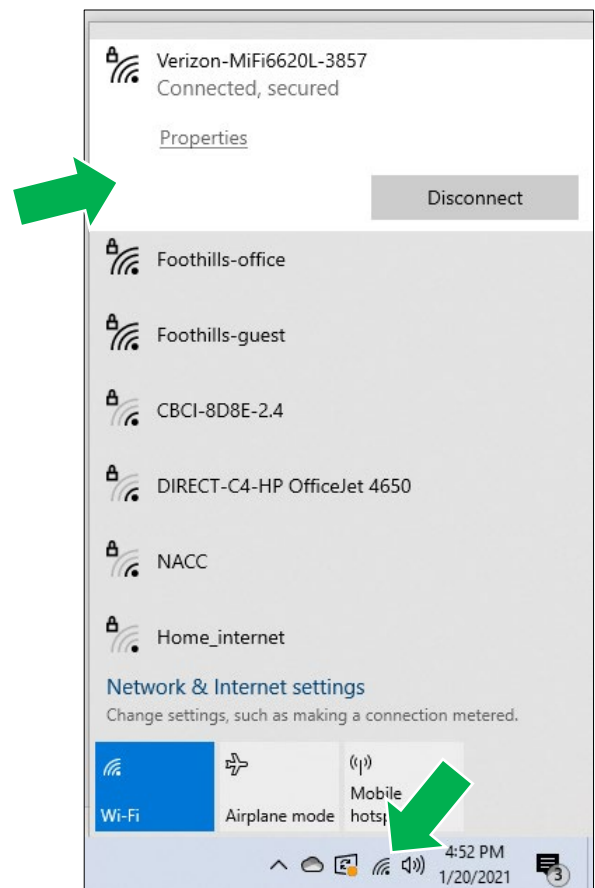 Verizon-MiFi6620L-3857
Connected, secured
Properties
Disconnect
Foothills-office
Foothills-guest
CBCI-8D8E-2.4
DIRECT-C4-HP OfficeJet 4650
NACC
Home_internet
Network & Internet settings
Change settings, such as making a connection metered.
Mobile
Wi-Fi Airplane mode
4:52 PM
1/20/2021 3